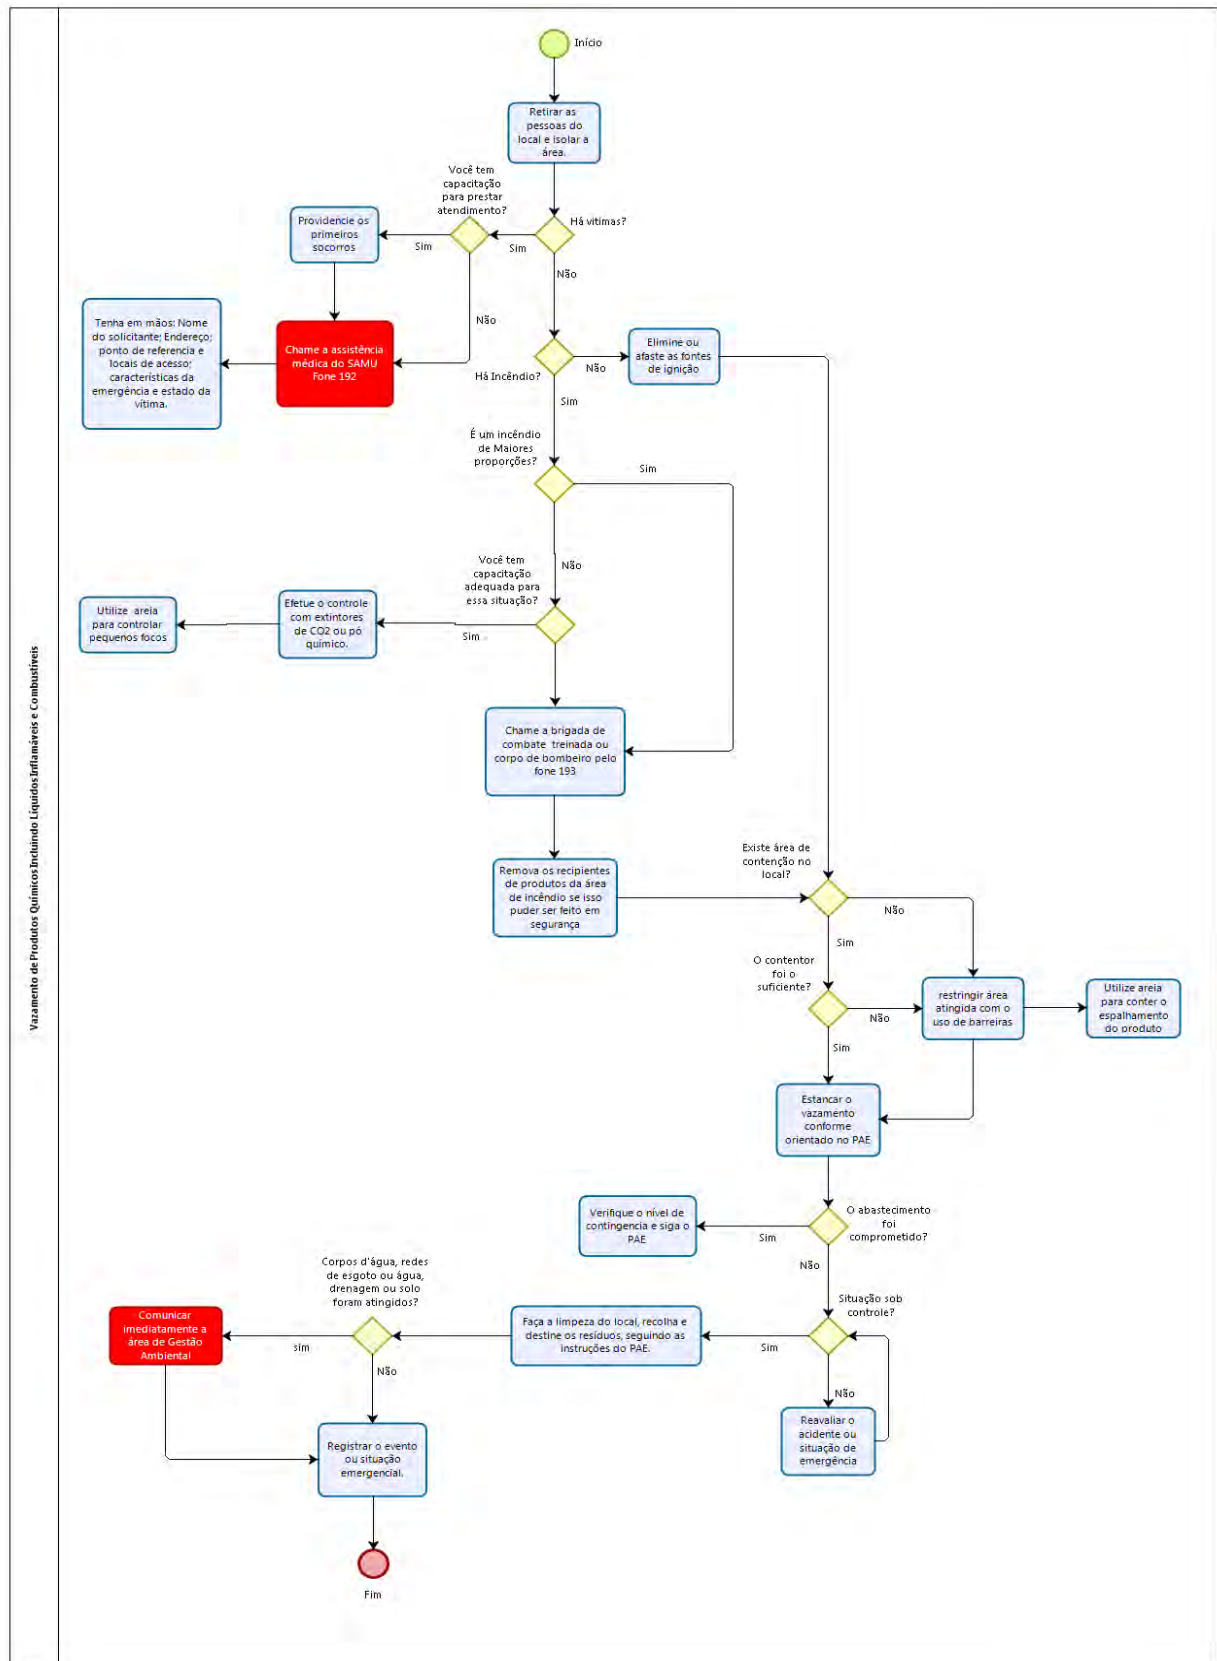 Vazamento de Produtos Químicos Incluindo Líquidos Inflamáveis e Combustíveis
Início
Retirar as
pessoas do
local e isolar a
área.
Você tem
capacitação
para prestar
atendimento?
Há vitimas?
Providencie os
primeiros
socorros
Sim
Sim
Não
Não
Tenha em mãos: Nome
do solicitante; Endereço;
ponto de referencia e
locais de acesso;
características da
emergência e estado da
vítima.
Chame a assistência
médica do SAMU
Fone 192
Há Incêndio?
Não
Elimine ou
afaste as fontes
de ignição
Sim
É um incêndio
de Maiores
proporções?
Sim
Não
Você tem
capacitação
adequada para
essa situação?
Utilize areia
para controlar
pequenos focos
Efetue o controle
com extintores
de CO2 ou pó
químico.
Sim
Chame a brigada de
combate treinada ou
corpo de bombeiro pelo
fone 193
Remova os recipientes
de produtos da área
de incêndio se isso
puder ser feito em
segurança
Existe área de
contenção no
local?
Não
Sim
O contentor
foi o
suficiente?
Não
restringir área
atingida com o
uso de barreiras
Utilize areia
para conter o
espalhamento
do produto
Sim
Estancar o
vazamento
conforme
orientado no PAE
Verifique o nível de
contingencia e siga o
PAE
Sim
O abastecimento
foi
comprometido?
Não
Corpos d'água, redes
de esgoto ou água,
drenagem ou solo
foram atingidos?
Situação sob
controle?
Comunicar
imediatamente a
área de Gestão
Ambiental
sim
Faça a limpeza do local, recolha e
destine os resíduos, seguindo as
instruções do PAE.
Sim
Não
Não
Registrar o evento
ou situação
emergencial.
Reavaliar o
acidente ou
situação de
emergência
Fim